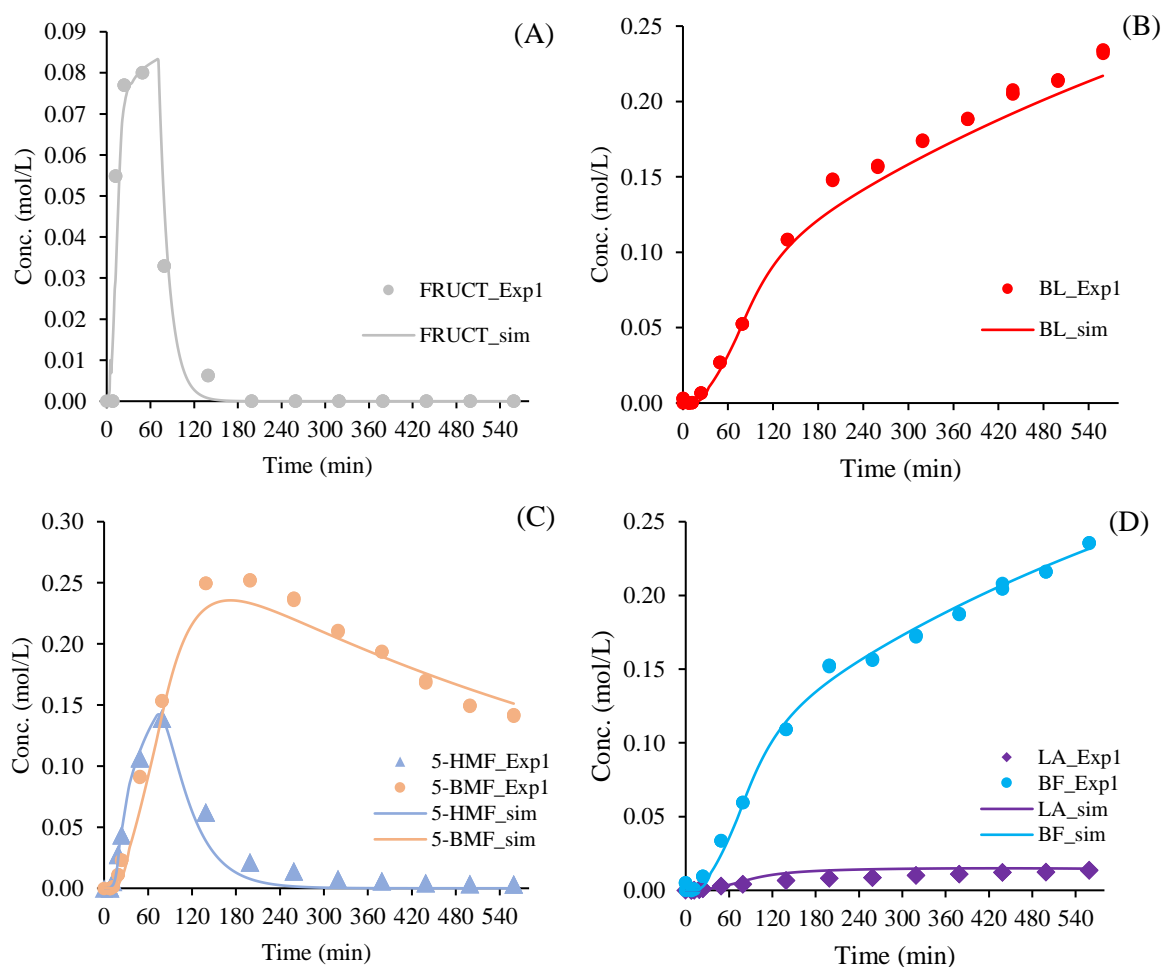 (A)
Conc. (mol/L)
0.09
0.08
0.07
0.06
0.05
0.04
0.03
0.02
0.01
0.00
FRUCT_Exp1
FRUCT_sim
0 60 120 180 240 300 360 420 480 540
Time (min)
(B)
Conc. (mol/L)
0.25
0.20
0.15
0.10
0.05
0.00
BL_Exp1
BL_sim
0 60 120 180 240 300 360 420 480 540
Time (min)
(C)
Conc. (mol/L)
0.30
0.25
0.20
0.15
0.10
0.05
0.00
5-HMF_Exp1
5-BMF_Exp1
5-HMF_sim
5-BMF_sim
0 60 120 180 240 300 360 420 480 540
Time (min)
(D)
Conc. (mol/L)
0.25
0.20
0.15
0.10
0.05
0.00
LA_Exp1
BF_Exp1
LA_sim
BF_sim
0 60 120 180 240 300 360 420 480 540
Time (min)